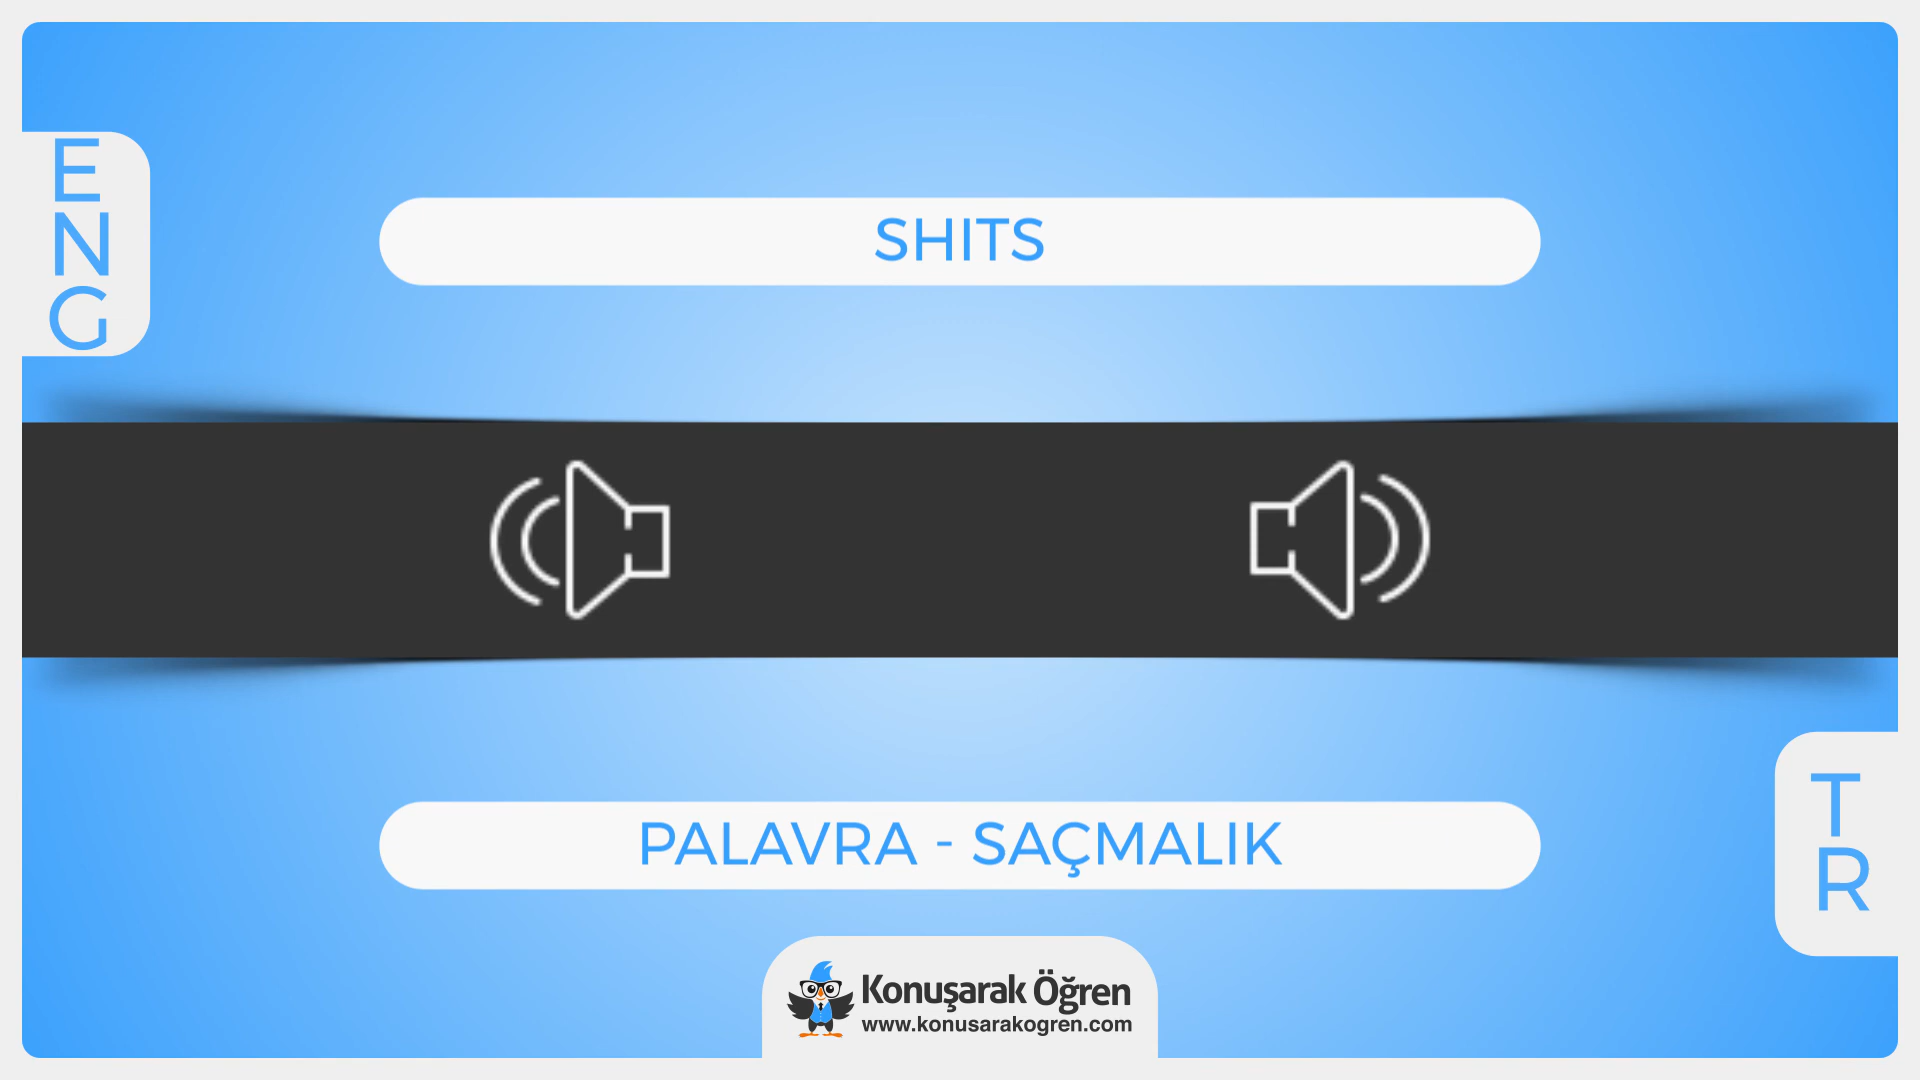 ENG
SHITS
PALAVRA - SAÇMALIK
TR
Konuşarak Öğren
www.konusarakogren.com